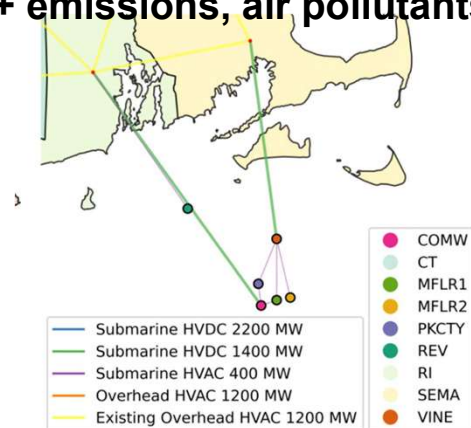 + emissions, air pollutants
COMW
CT
MFLR1
MFLR2
PKCTY
REV
RI
SEMA
VINE
Submarine HVDC 2200 MW
Submarine HVDC 1400 MW
Submarine HVAC 400 MW
Overhead HVAC 1200 MW
Existing Overhead HVAC 1200 MW